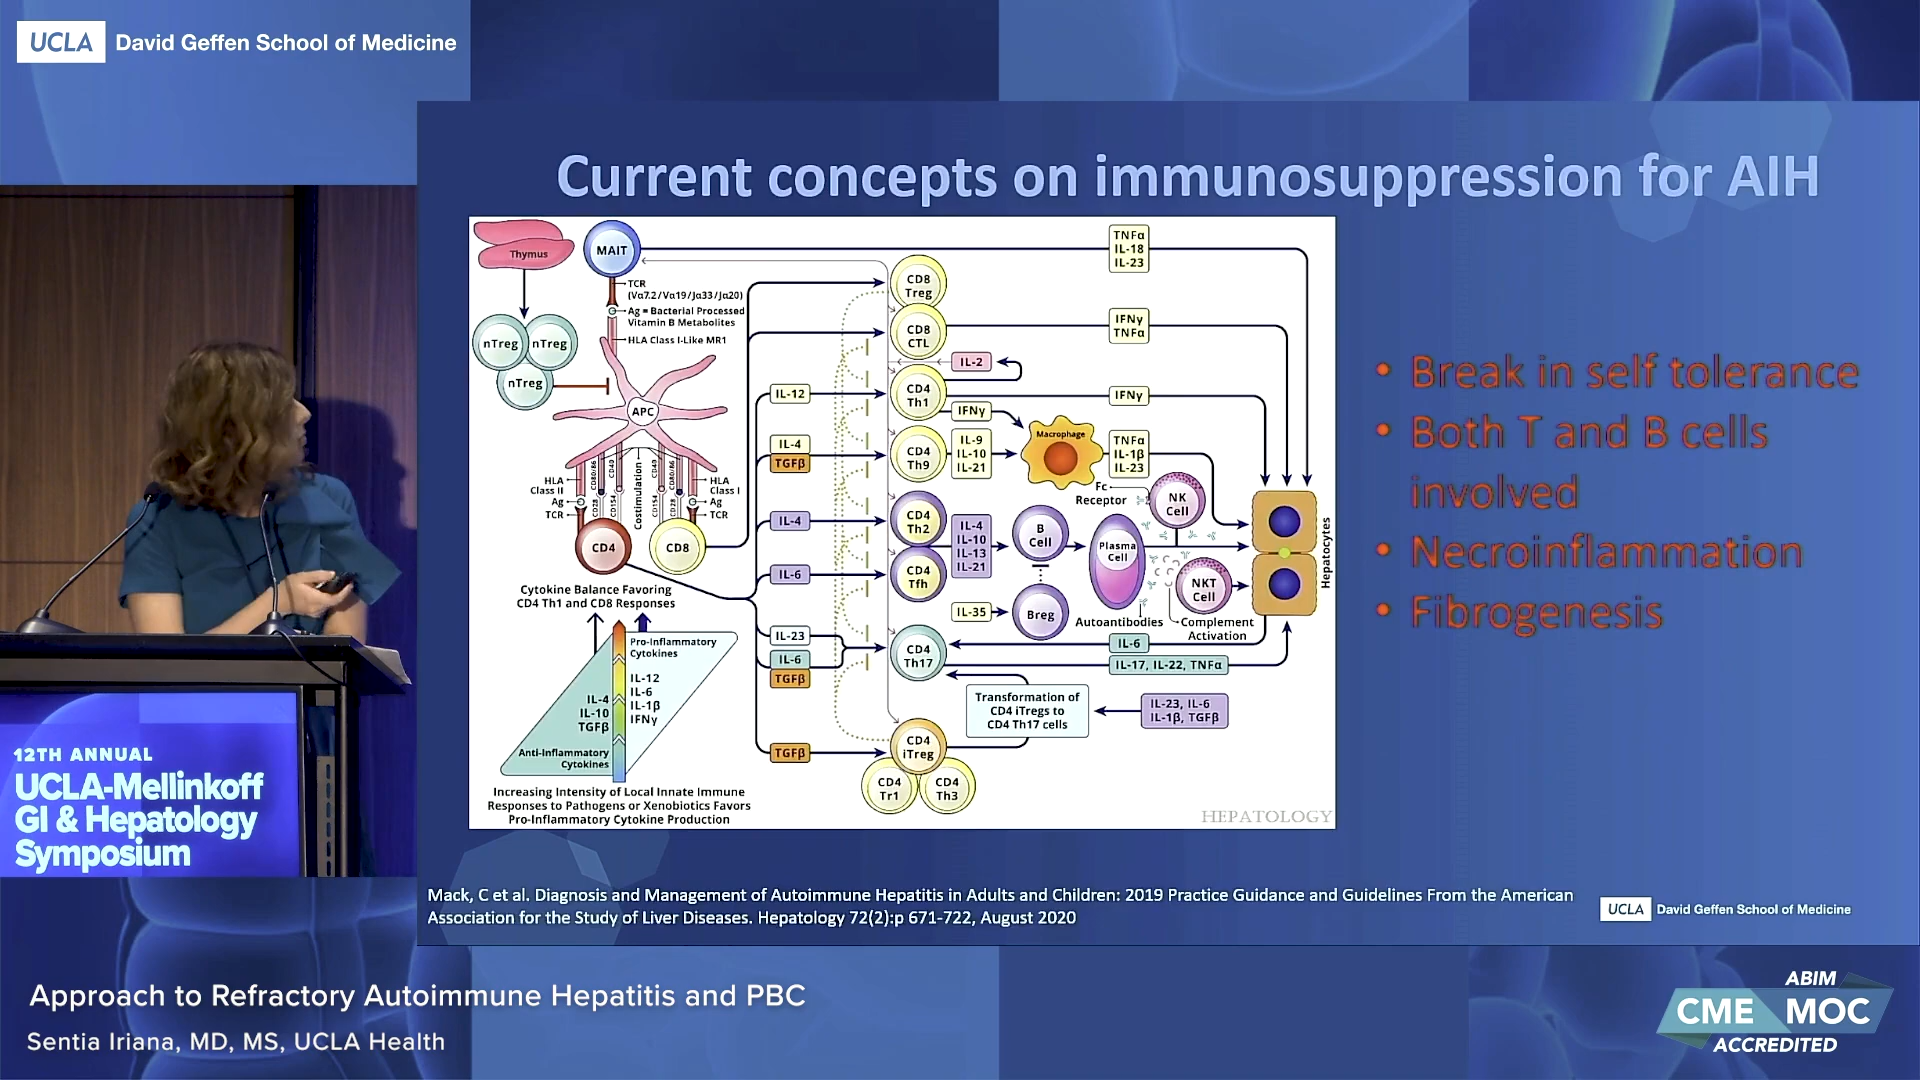 UCLA David Geffen School of Medicine
Current concepts on immunosuppression for AIH
Thymus
MAIT
TCR
(Vα7.2/Vα19/Jα33/Jα20)
Ag = Bacterial Processed
Vitamin B Metabolites
HLA Class I-Like MR1
nTreg
nTreg
nTreg
APC
HLA
Class II
Ag
TCR
CD80/86
CD28
CD40
CD154
Costimulation
CD40
CD154
CD80/86
CD28
HLA
Class I
Ag
TCR
CD4
CD8
Cytokine Balance Favoring
CD4 Th1 and CD8 Responses
Pro-Inflammatory
Cytokines
IL-12
IL-6
IL-1β
IFNγ
IL-4
IL-10
TGFβ
Anti-Inflammatory
Cytokines
Increasing Intensity of Local Innate Immune
Responses to Pathogens or Xenobiotics Favors
Pro-Inflammatory Cytokine Production
IL-12
IL-4
TGFβ
IL-4
IL-6
IL-23
IL-6
TGFβ
TGFβ
CD8
Treg
CD8
CTL
CD4
Th1
CD4
Th9
CD4
Th2
CD4
Tfh
CD4
Th17
CD4
iTreg
CD4
Tr1
CD4
Th3
IL-2
IFNγ
IL-9
IL-10
IL-21
IL-4
IL-10
IL-13
IL-21
IL-35
Macrophage
B
Cell
Breg
Plasma
Cell
Fc
Receptor
NK
Cell
NKT
Cell
Autoantibodies
Complement
Activation
TNFα
IL-18
IL-23
IFNγ
TNFα
IFNγ
TNFα
IL-1β
IL-23
IL-6
IL-17, IL-22, TNFα
Transformation of
CD4 iTregs to
CD4 Th17 cells
IL-23, IL-6
IL-1β, TGFβ
Hepatocytes
HEPATOLOGY
• Break in self tolerance
• Both T and B cells
involved
• Necroinflammation
• Fibrogenesis
Mack, C et al. Diagnosis and Management of Autoimmune Hepatitis in Adults and Children: 2019 Practice Guidance and Guidelines From the American
Association for the Study of Liver Diseases. Hepatology 72(2):p 671-722, August 2020
UCLA David Geffen School of Medicine
12TH ANNUAL
UCLA-Mellinkoff
GI & Hepatology
Symposium
Approach to Refractory Autoimmune Hepatitis and PBC
Sentia Iriana, MD, MS, UCLA Health
ABIM
CME MOC
ACCREDITED